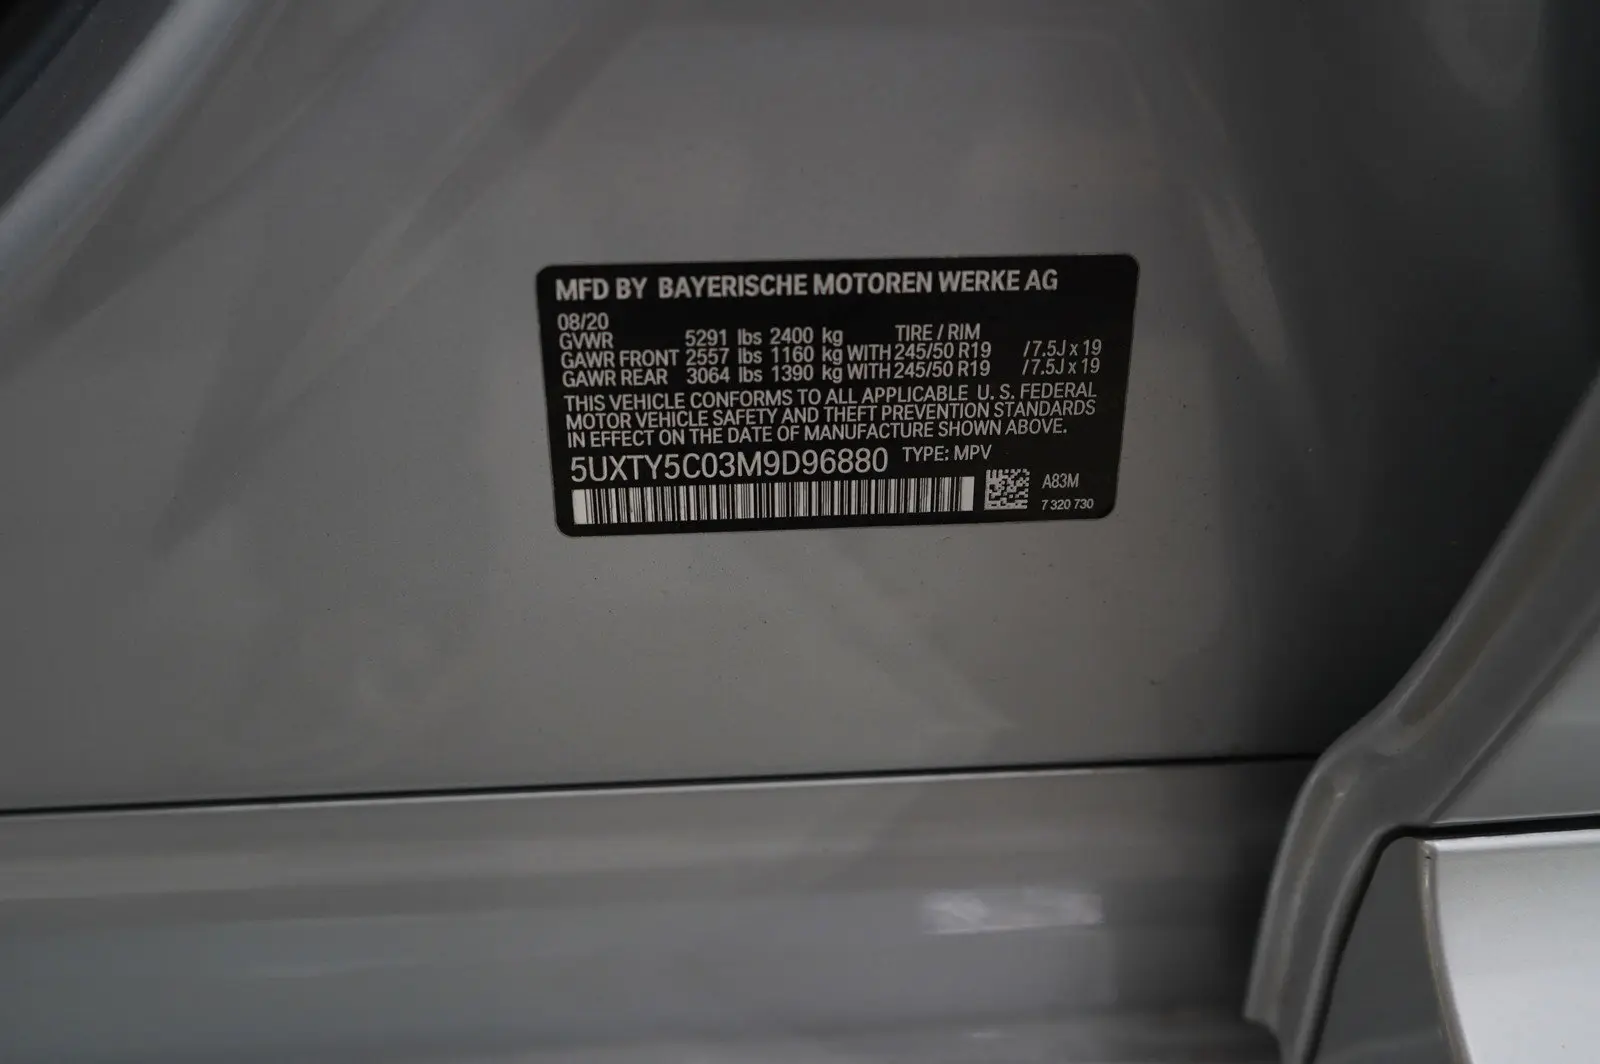 MFD BY BAYERISCHE MOTOREN WERKE AG
08/20
GVWR 5291 lbs 2400 kg TIRE / RIM
GAWR FRONT 2557 lbs 1160 kg WITH 245/50 R19 /7.5J x 19
GAWR REAR 3064 lbs 1390 kg WITH 245/50 R19 /7.5J x 19
THIS VEHICLE CONFORMS TO ALL APPLICABLE U. S. FEDERAL
MOTOR VEHICLE SAFETY AND THEFT PREVENTION STANDARDS
IN EFFECT ON THE DATE OF MANUFACTURE SHOWN ABOVE.
5UXTY5C03M9D96880 TYPE: MPV
A83M
7 320 730